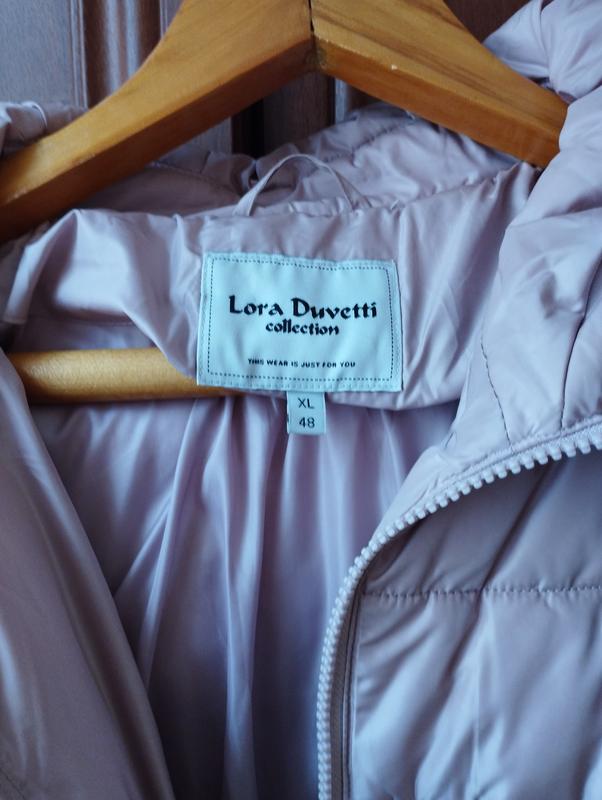 Lora Duvetti
collection
THIS WEAR IS JUST FOR YOU
XL
48